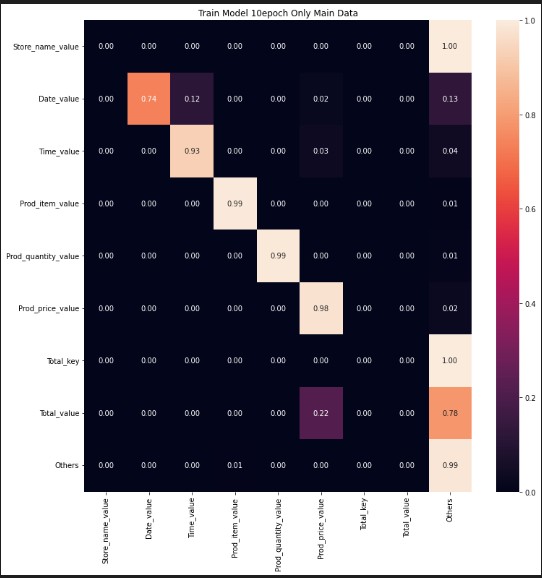 Train Model 10epoch Only Main Data
Store_name_value 0.00 0.00 0.00 0.00 0.00 0.00 0.00 0.00 1.00
Date_value 0.00 0.74 0.12 0.00 0.00 0.02 0.00 0.00 0.13
Time_value 0.00 0.00 0.93 0.00 0.00 0.03 0.00 0.00 0.04
Prod_item_value 0.00 0.00 0.00 0.99 0.00 0.00 0.00 0.00 0.01
Prod_quantity_value 0.00 0.00 0.00 0.00 0.99 0.00 0.00 0.00 0.01
Prod_price_value 0.00 0.00 0.00 0.00 0.00 0.98 0.00 0.00 0.02
Total_key 0.00 0.00 0.00 0.00 0.00 0.00 0.00 0.00 1.00
Total_value 0.00 0.00 0.00 0.00 0.00 0.22 0.00 0.00 0.78
Others 0.00 0.00 0.00 0.01 0.00 0.00 0.00 0.00 0.99
Store_name_value
Date_value
Time_value
Prod_item_value
Prod_quantity_value
Prod_price_value
Total_key
Total_value
Others
1.0
0.8
0.6
0.4
0.2
0.0